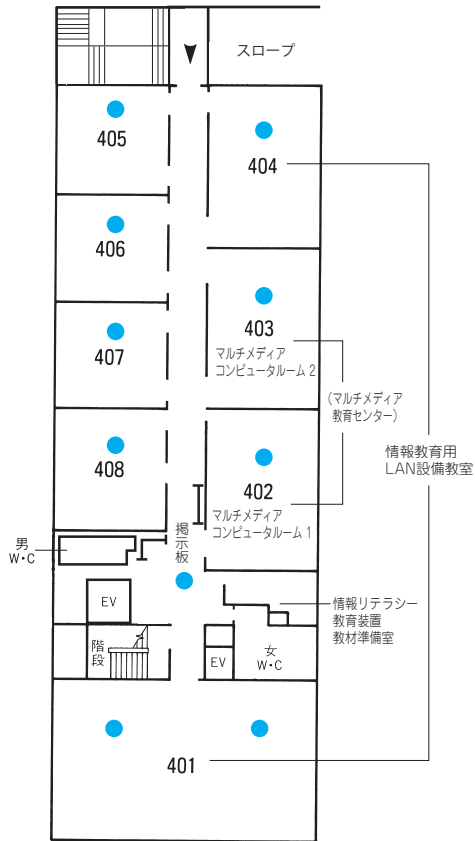 スロープ
405
404
406
403
マルチメディア
コンピュータルーム 2
407
(マルチメディア
教育センター)
情報教育用
LAN設備教室
408
402
マルチメディア
コンピュータルーム 1
掲示板
男
W・C
EV
情報リテラシー
教育装置
教材準備室
階段
EV
女
W・C
401